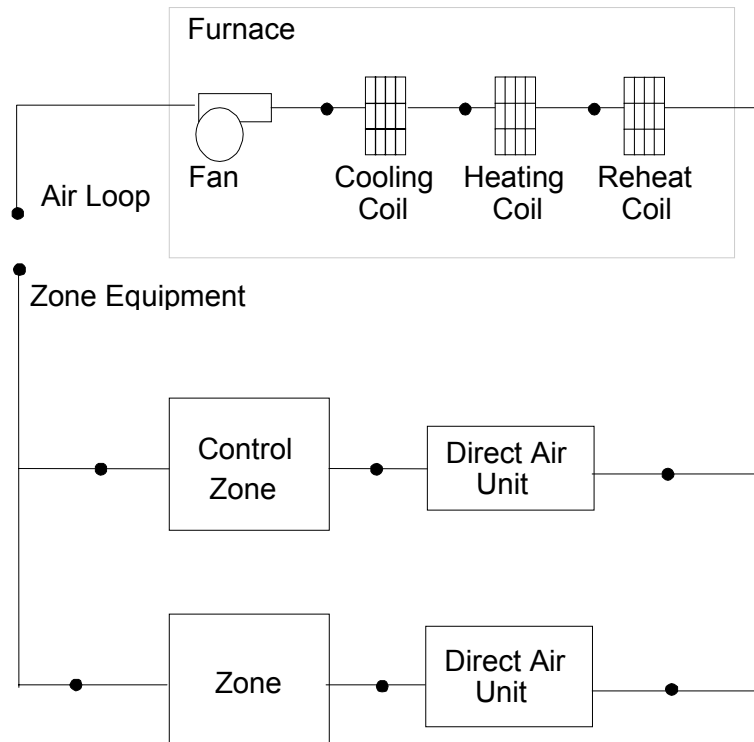 Furnace
Fan
Cooling
Coil
Heating
Coil
Reheat
Coil
Air Loop
Zone Equipment
Control
Zone
Direct Air
Unit
Zone
Direct Air
Unit